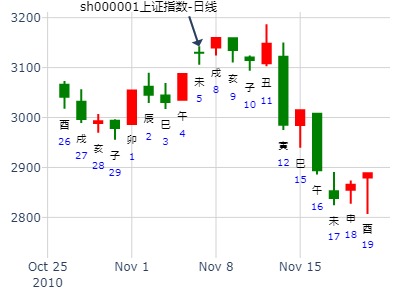 sh000001上证指数-日线
3200
3100
3000
2900
2800
酉
26
戌
27
亥
28
子
29
卯
1
辰
2
巳
3
午
4
未
5
戌
8
亥
9
子
10
丑
11
寅
12
巳
15
午
16
未
17
申
18
酉
19
Oct 25
2010
Nov 1
Nov 8
Nov 15